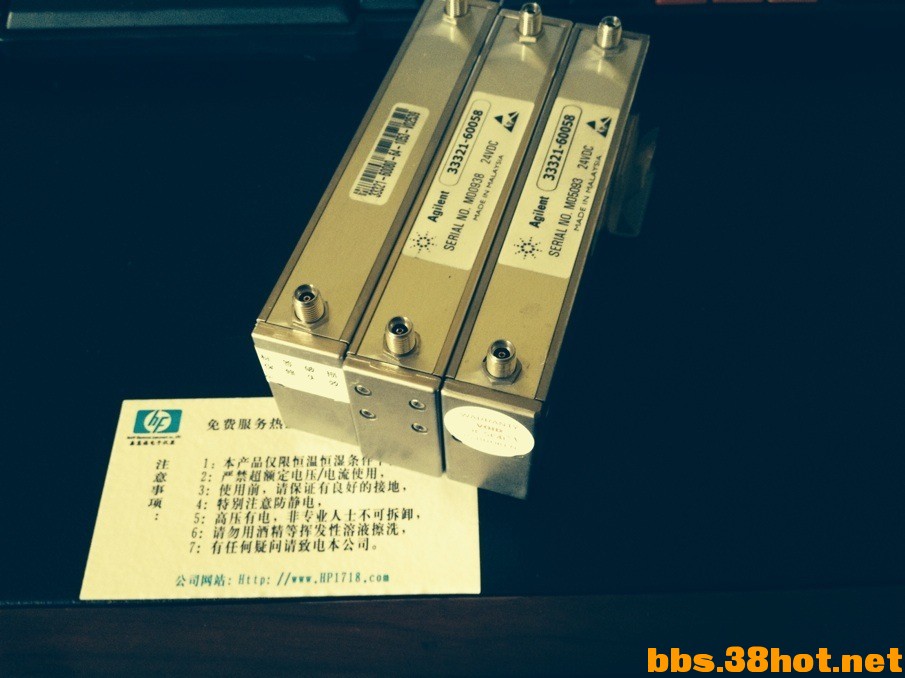 33321-60058
Agilent
SERIAL NO. M00938 24VDC
MADE IN MALAYSIA
33321-60058
Agilent
SERIAL NO. M05093 24VDC
MADE IN MALAYSIA
WARRANTY
VOID
hp
免费服务热
注意事项：
1：本产品仅限恒温恒湿条件
2：严禁超额定电压/电流使用，
3：使用前，请保证有良好的接地，
4：特别注意防静电，
5：高压有电，非专业人士不可拆卸，
6：请勿用酒精等挥发性溶液擦洗，
7：有任何疑问请致电本公司。
公司网站：Http：//www.HP1718.com
bbs.38hot.net